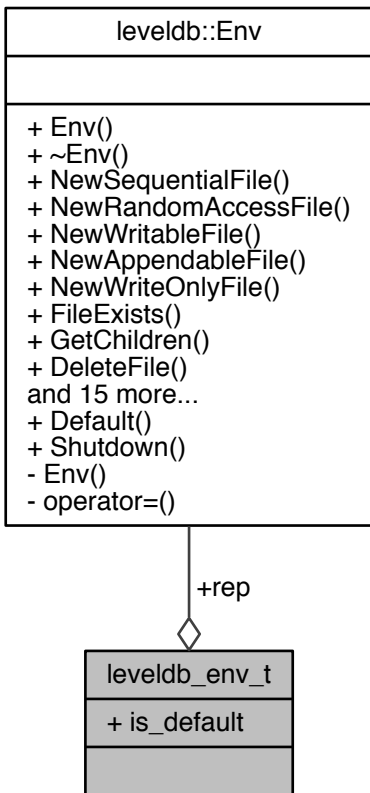 leveldb::Env
+ Env()
+ ~Env()
+ NewSequentialFile()
+ NewRandomAccessFile()
+ NewWritableFile()
+ NewAppendableFile()
+ NewWriteOnlyFile()
+ FileExists()
+ GetChildren()
+ DeleteFile()
and 15 more...
+ Default()
+ Shutdown()
- Env()
- operator=()
+rep
leveldb_env_t
+ is_default